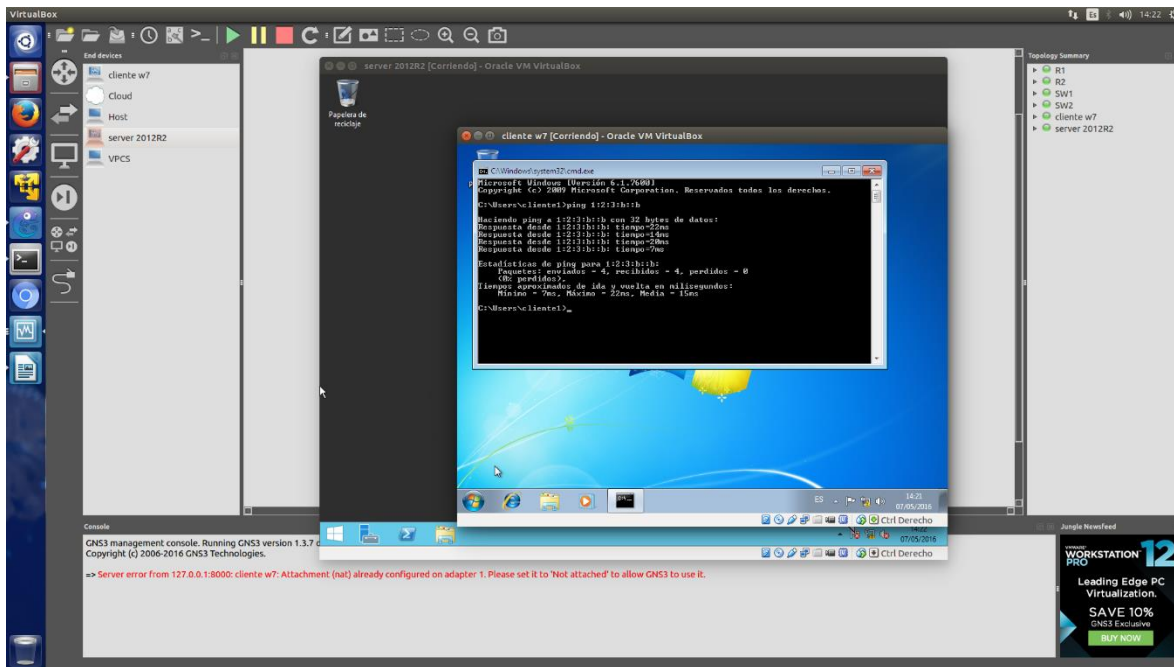 VirtualBox
Es
14:22
End devices
cliente w7
Cloud
Host
server 2012R2
VPCS
server 2012R2 [Corriendo] - Oracle VM VirtualBox
Papelera de
reciclaje
cliente w7 [Corriendo] - Oracle VM VirtualBox
C:\Windows\system32\cmd.exe
Microsoft Windows [Versión 6.1.7600]
Copyright (c) 2009 Microsoft Corporation. Reservados todos los derechos.
C:\Users\cliente1>ping 1:2:3:b::b
Haciendo ping a 1:2:3:b::b con 32 bytes de datos:
Respuesta desde 1:2:3:b::b: tiempo=22ms
Respuesta desde 1:2:3:b::b: tiempo=14ms
Respuesta desde 1:2:3:b::b: tiempo=20ms
Respuesta desde 1:2:3:b::b: tiempo=7ms
Estadísticas de ping para 1:2:3:b::b:
Paquetes: enviados = 4, recibidos = 4, perdidos = 0
(0% perdidos),
Tiempos aproximados de ida y vuelta en milisegundos:
Mínimo = 7ms, Máximo = 22ms, Media = 15ms
C:\Users\cliente1>_
ES
14:21
07/05/2016
Ctrl Derecho
14:22
07/05/2016
Ctrl Derecho
Topology Summary
R1
R2
SW1
SW2
cliente w7
server 2012R2
Console
GNS3 management console. Running GNS3 version 1.3.7
Copyright (c) 2006-2016 GNS3 Technologies.
=> Server error from 127.0.0.1:8000: cliente w7: Attachment (nat) already configured on adapter 1. Please set it to 'Not attached' to allow GNS3 to use it.
Jungle Newsfeed
VMWARE
WORKSTATION 12
PRO
Leading Edge PC
Virtualization.
SAVE 10%
GNS3 Exclusive
BUY NOW